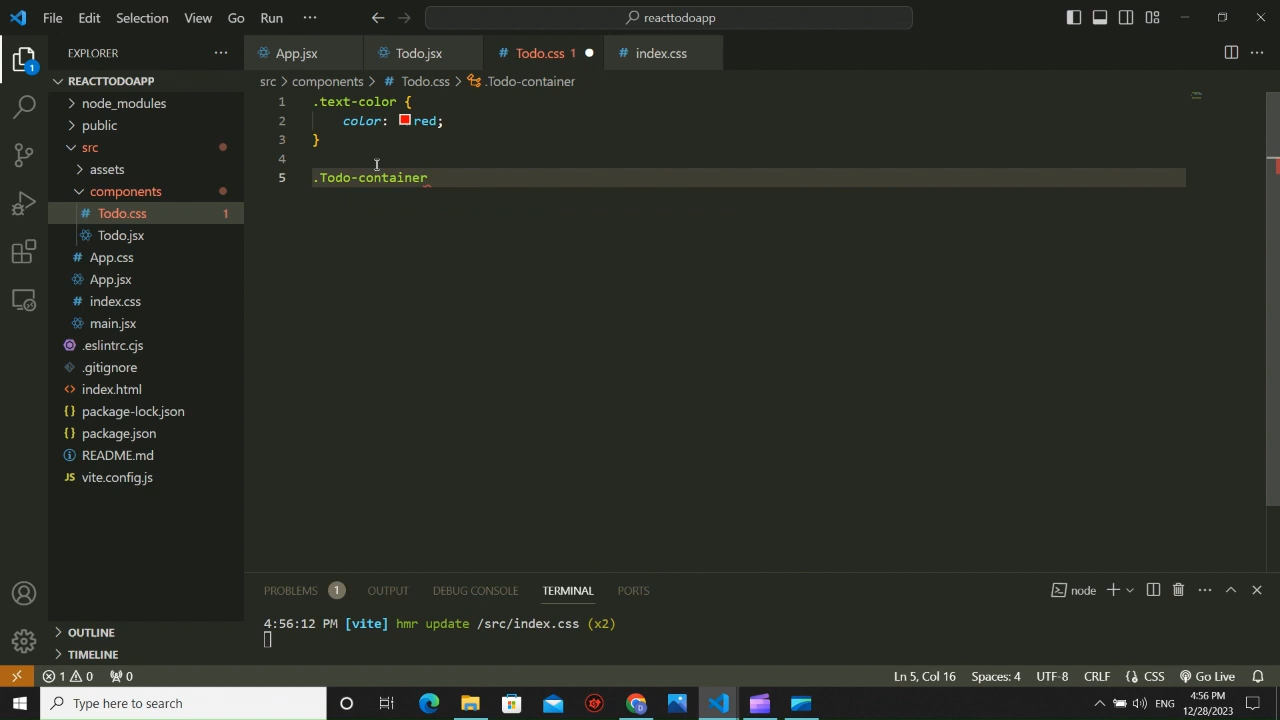 File Edit Selection View Go Run ··· reacttodoapp
EXPLORER ···
App.jsx Todo.jsx Todo.css 1 index.css
REACTTODOAPP
node_modules
public
src
assets
components
Todo.css 1
Todo.jsx
App.css
App.jsx
index.css
main.jsx
.eslintrc.cjs
.gitignore
index.html
package-lock.json
package.json
README.md
vite.config.js
OUTLINE
TIMELINE
src > components > # Todo.css > .Todo-container
1 .text-color {
2 color: red;
3 }
4
5 .Todo-container
PROBLEMS 1 OUTPUT DEBUG CONSOLE TERMINAL PORTS node
4:56:12 PM [vite] hmr update /src/index.css (x2)
1 0 0 Ln 5, Col 16 Spaces: 4 UTF-8 CRLF {} CSS Go Live
Type here to search ENG 4:56 PM
12/28/2023